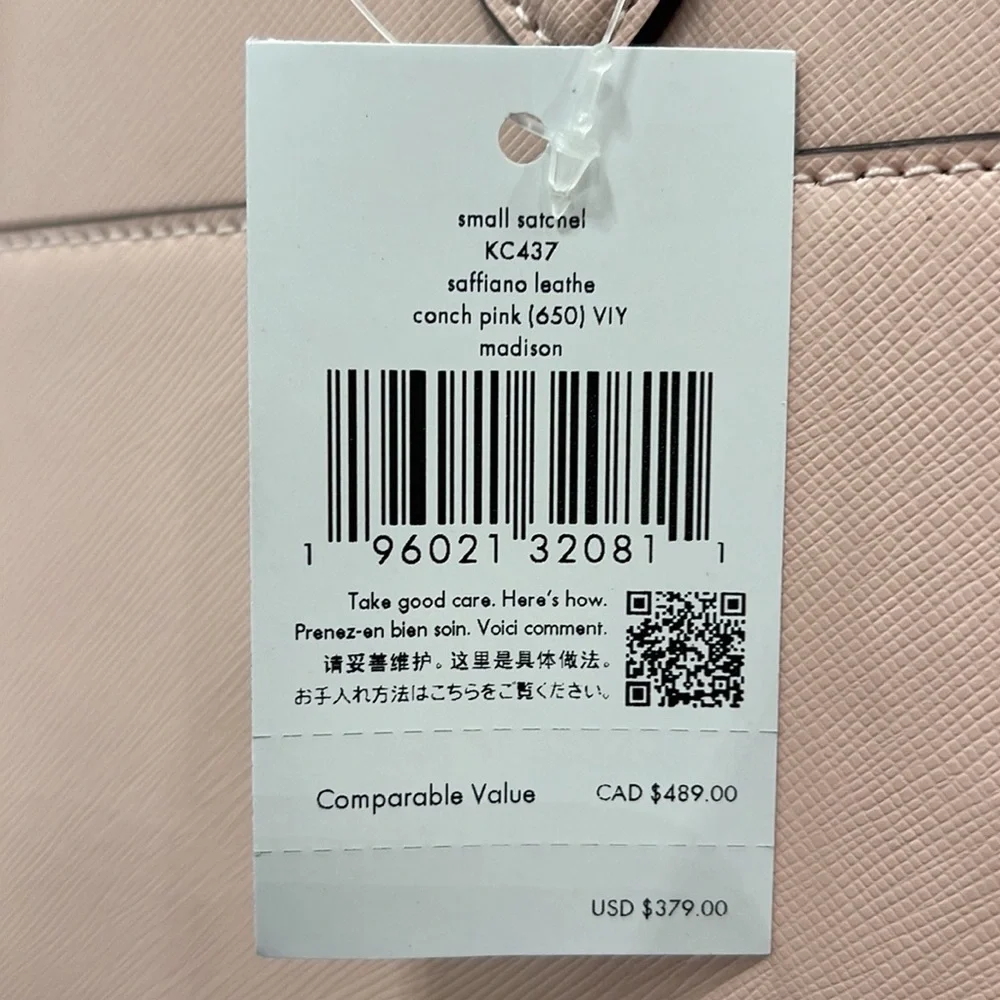 small satchel
KC437
saffiano leathe
conch pink (650) VIY
madison
1 96021 32081 1
Take good care. Here's how.
Prenez-en bien soin. Voici comment.
请妥善维护。这里是具体做法。
お手入れ方法はこちらをご覧ください。
Comparable Value CAD $489.00
USD $379.00